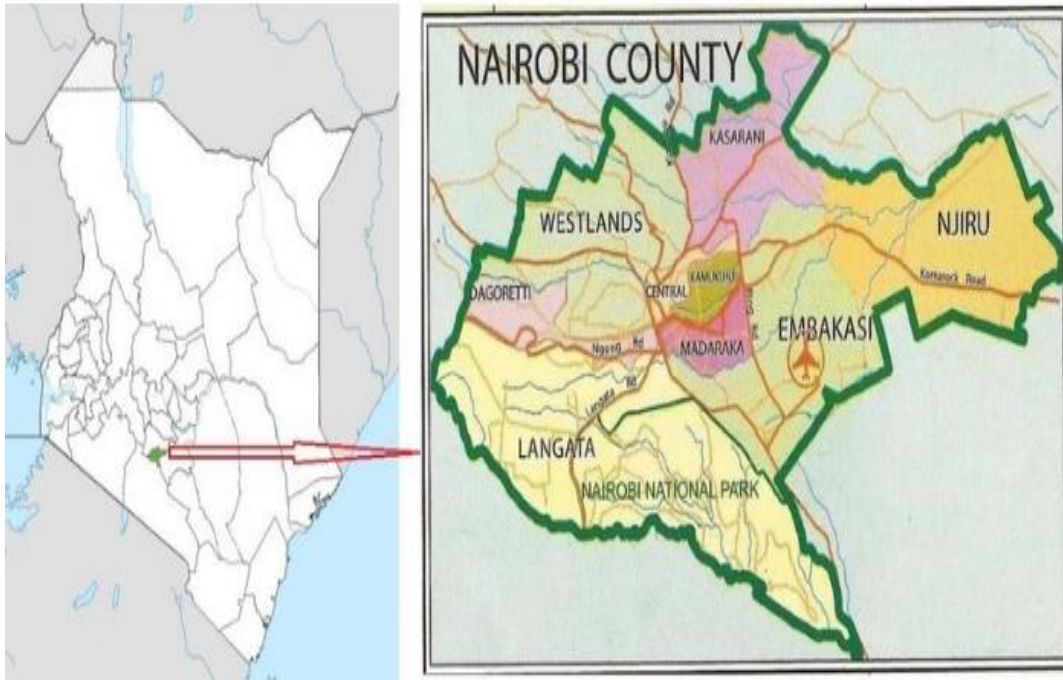 NAIROBI COUNTY
KASARANI
WESTLANDS
NJIRU
DAGORETTI
CENTRAL
KAMUKUNJI
Komarock Road
EMBAKASI
Ngong Rd
MADARAKA
Langata Rd
LANGATA
NAIROBI NATIONAL PARK